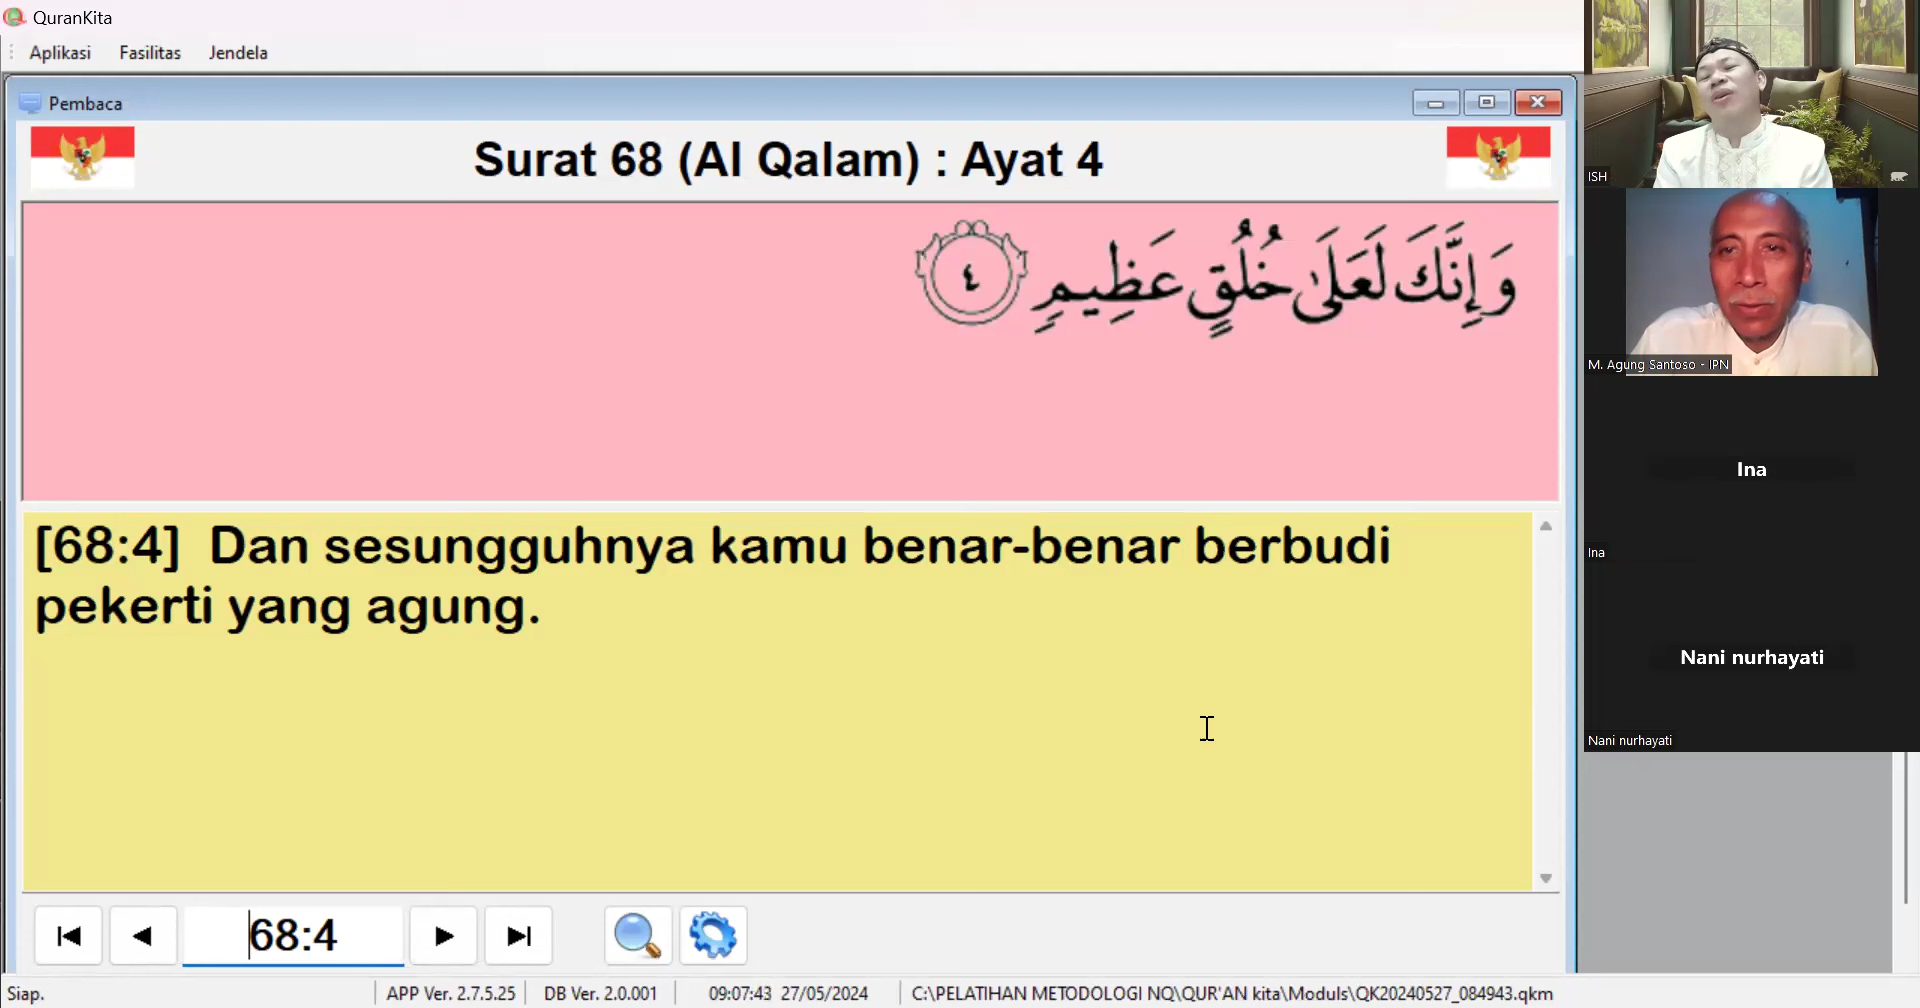 QuranKita
Aplikasi Fasilitas Jendela
Pembaca
Surat 68 (Al Qalam) : Ayat 4
وَإِنَّكَ لَعَلَىٰ خُلُقٍ عَظِيمٍ ٤
[68:4] Dan sesungguhnya kamu benar-benar berbudi
pekerti yang agung.
68:4
Siap. APP Ver. 2.7.5.25 DB Ver. 2.0.001 09:07:43 27/05/2024 C:\PELATIHAN METODOLOGI NQ\QUR'AN kita\Moduls\QK20240527_084943.qkm
ISH
M. Agung Santoso - IPN
Ina
Ina
Nani nurhayati
Nani nurhayati